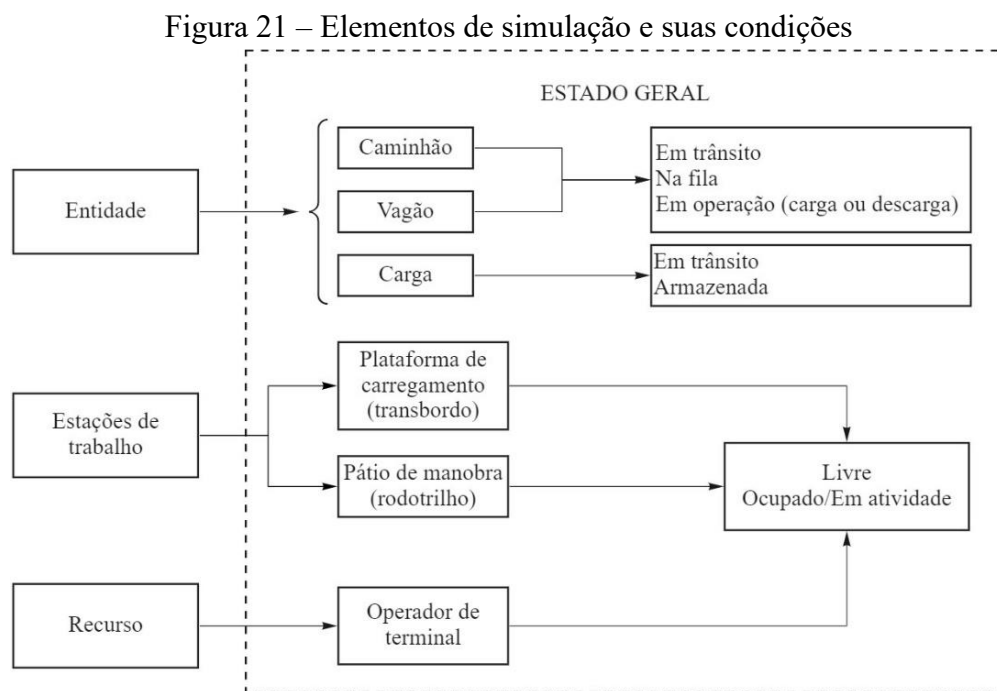 Figura 21 – Elementos de simulação e suas condições
ESTADO GERAL
Entidade
Caminhão
Vagão
Carga
Em trânsito
Na fila
Em operação (carga ou descarga)
Em trânsito
Armazenada
Estações de
trabalho
Plataforma de
carregamento
(transbordo)
Pátio de manobra
(rodotrilho)
Livre
Ocupado/Em atividade
Recurso
Operador de
terminal